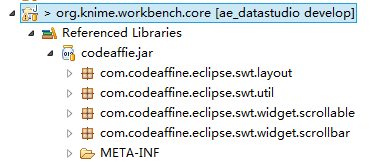 > org.knime.workbench.core [ae_datastudio develop]
Referenced Libraries
codeaffie.jar
com.codeaffine.eclipse.swt.layout
com.codeaffine.eclipse.swt.util
com.codeaffine.eclipse.swt.widget.scrollable
com.codeaffine.eclipse.swt.widget.scrollbar
META-INF